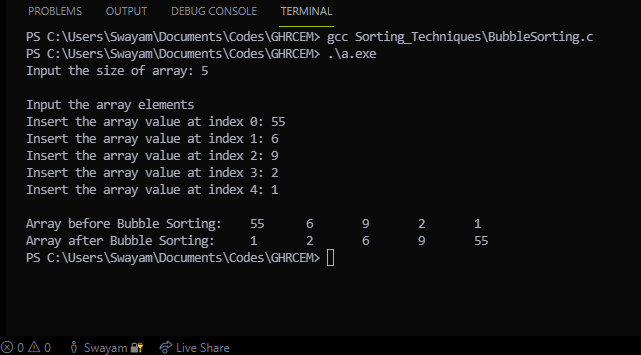 PROBLEMS OUTPUT DEBUG CONSOLE TERMINAL
PS C:\Users\Swayam\Documents\Codes\GHRCEM> gcc Sorting_Techniques\BubbleSorting.c
PS C:\Users\Swayam\Documents\Codes\GHRCEM> .\a.exe
Input the size of array: 5
Input the array elements
Insert the array value at index 0: 55
Insert the array value at index 1: 6
Insert the array value at index 2: 9
Insert the array value at index 3: 2
Insert the array value at index 4: 1
Array before Bubble Sorting: 55 6 9 2 1
Array after Bubble Sorting: 1 2 6 9 55
PS C:\Users\Swayam\Documents\Codes\GHRCEM>
0 0 Swayam Live Share